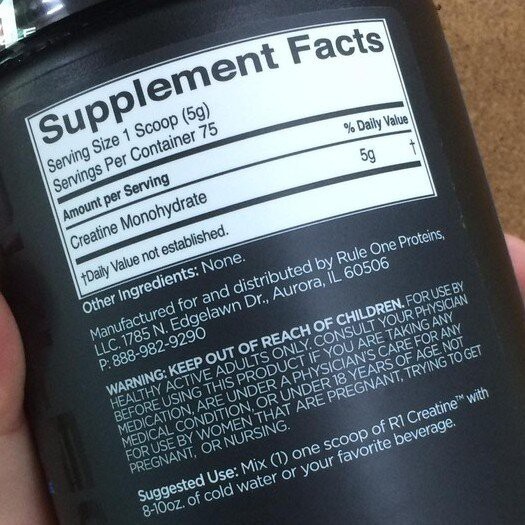 Supplement Facts
Serving Size 1 Scoop (5g)
Servings Per Container 75
Amount per Serving % Daily Value
Creatine Monohydrate 5g †
†Daily Value not established.
Other Ingredients: None.
Manufactured for and distributed by Rule One Proteins,
LLC. 1785 N. Edgelawn Dr., Aurora, IL 60506
P: 888-982-9290
WARNING: KEEP OUT OF REACH OF CHILDREN. FOR USE BY
HEALTHY ACTIVE ADULTS ONLY. CONSULT YOUR PHYSICIAN
BEFORE USING THIS PRODUCT IF YOU ARE TAKING ANY
MEDICATION, ARE UNDER A PHYSICIAN'S CARE FOR ANY
MEDICAL CONDITION, OR UNDER 18 YEARS OF AGE. NOT
FOR USE BY WOMEN THAT ARE PREGNANT, TRYING TO GET
PREGNANT, OR NURSING.
Suggested Use: Mix (1) one scoop of R1 Creatine™ with
8-10oz. of cold water or your favorite beverage.